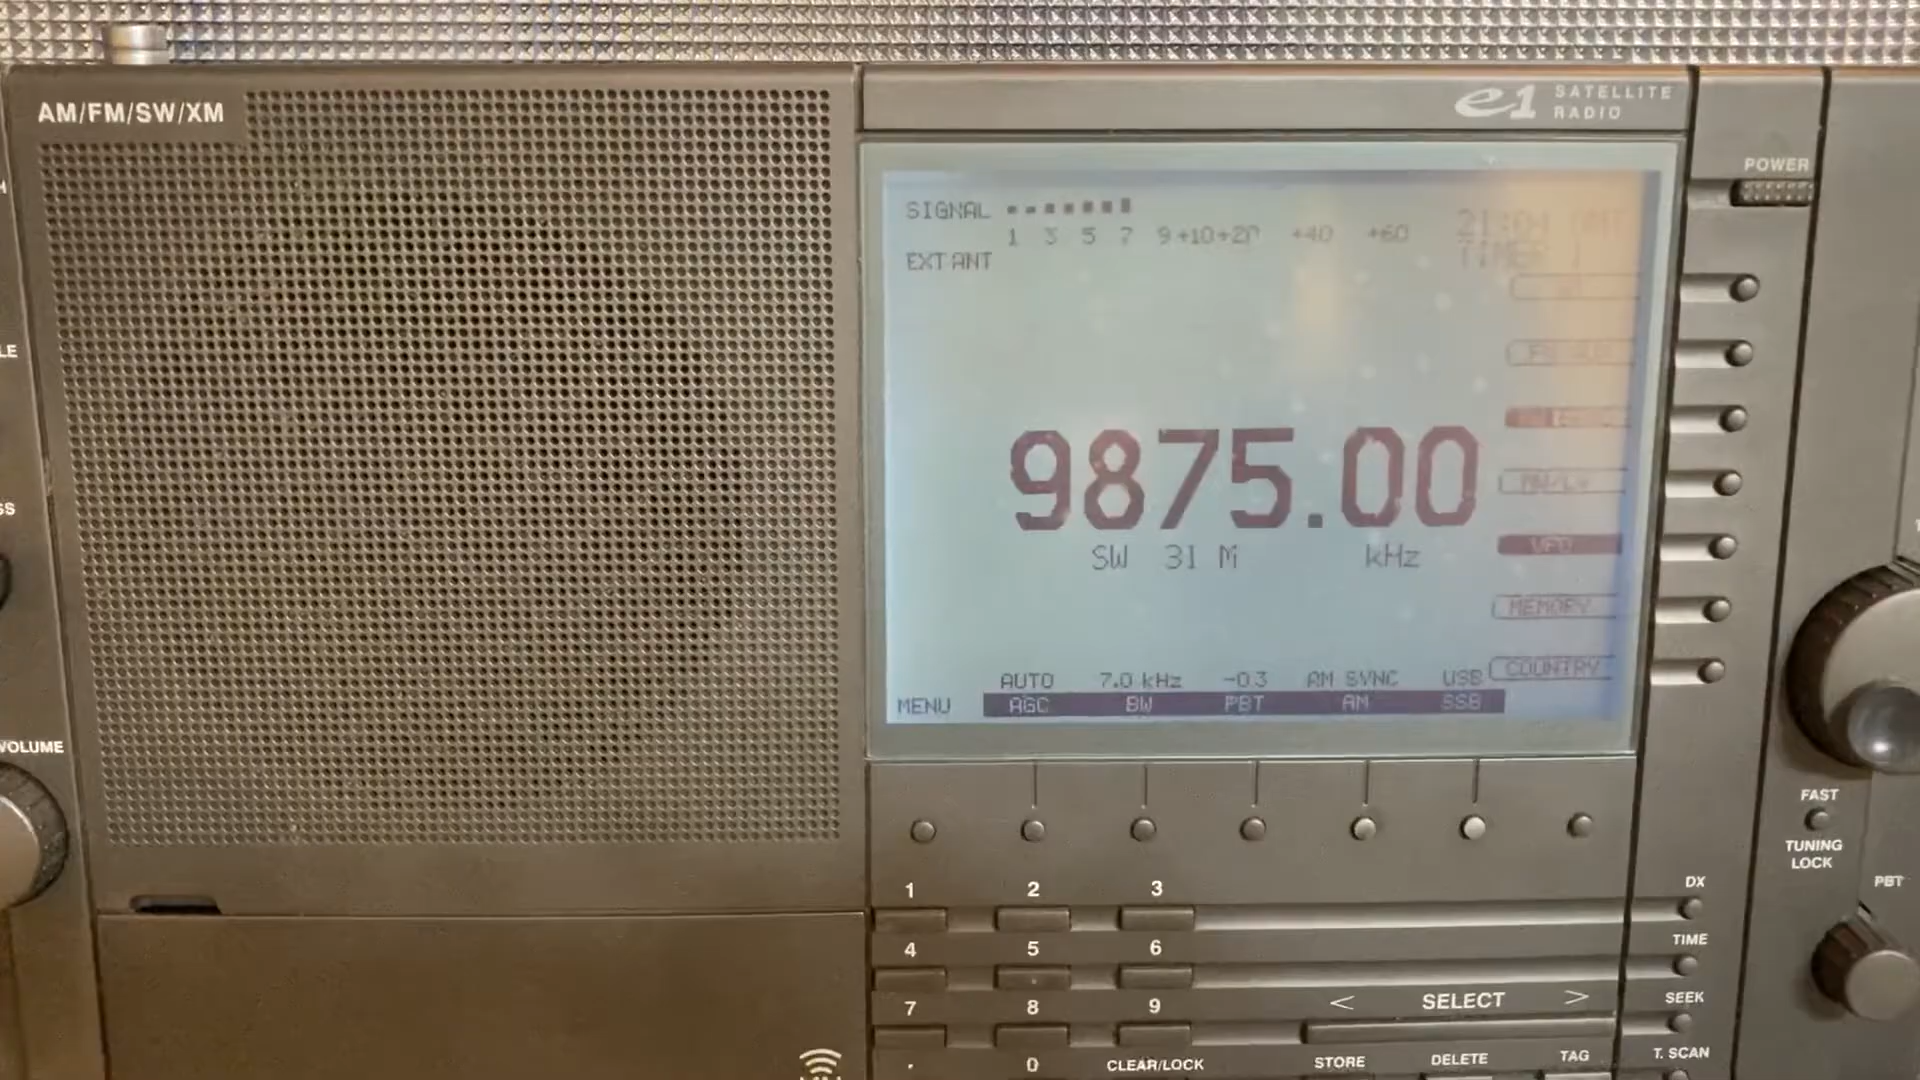 AM/FM/SW/XM
e1 SATELLITE
RADIO
POWER
SIGNAL
1 3 5 7 9 +10 +20 +40 +60
EXT ANT
TIMER
9875.00
SW 31 M kHz
MW/LW
VFO
MEMORY
COUNTRY
AUTO 7.0 kHz -0.3 AM SYNC USB
MENU AGC BW PBT AM SSB
VOLUME
FAST
TUNING
LOCK
PBT
DX
TIME
SEEK
T. SCAN
1 2 3
4 5 6
7 8 9
< SELECT >
. 0 CLEAR/LOCK STORE DELETE TAG